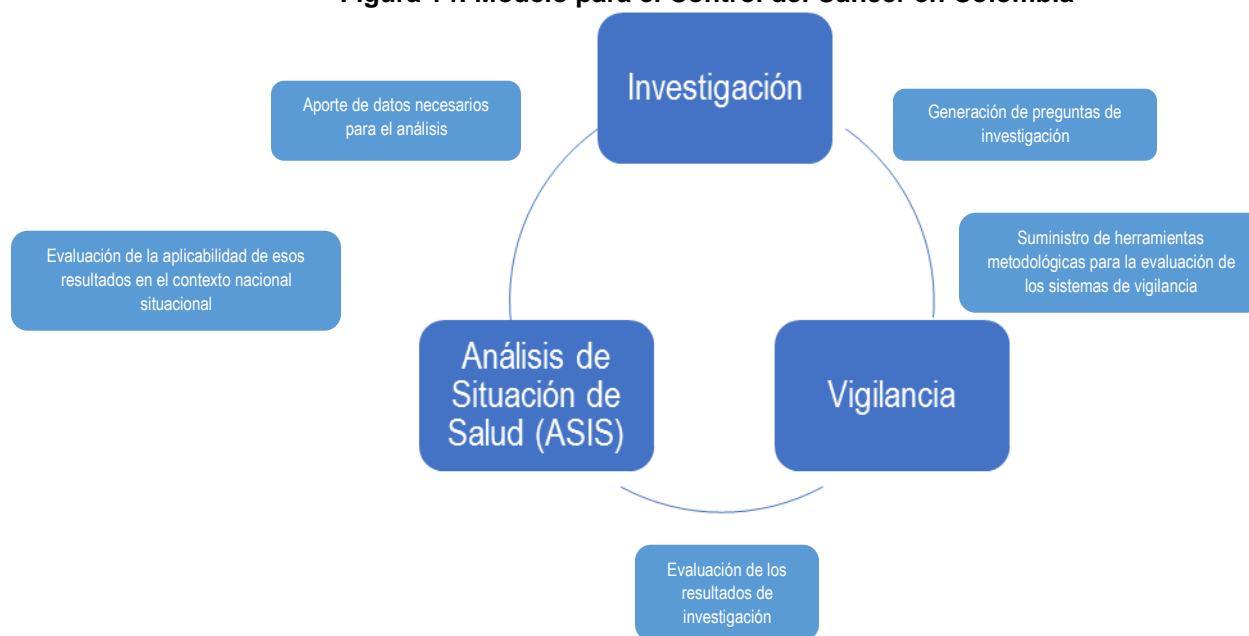 Figura 14. Modelo para el Control del Cáncer en Colombia
Investigación
Aporte de datos necesarios
para el análisis
Generación de preguntas de
investigación
Evaluación de la aplicabilidad de esos
resultados en el contexto nacional
situacional
Suministro de herramientas
metodológicas para la evaluación de
los sistemas de vigilancia
Análisis de
Situación de
Salud (ASIS)
Vigilancia
Evaluación de los
resultados de
investigación